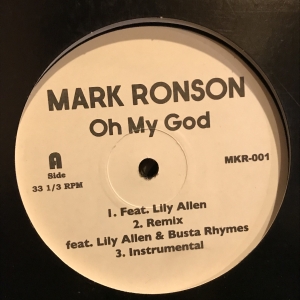 MARK RONSON
Oh My God
A
Side
33 1/3 RPM
MKR-001
1. Feat. Lily Allen
2. Remix
feat. Lily Allen & Busta Rhymes
3. Instrumental